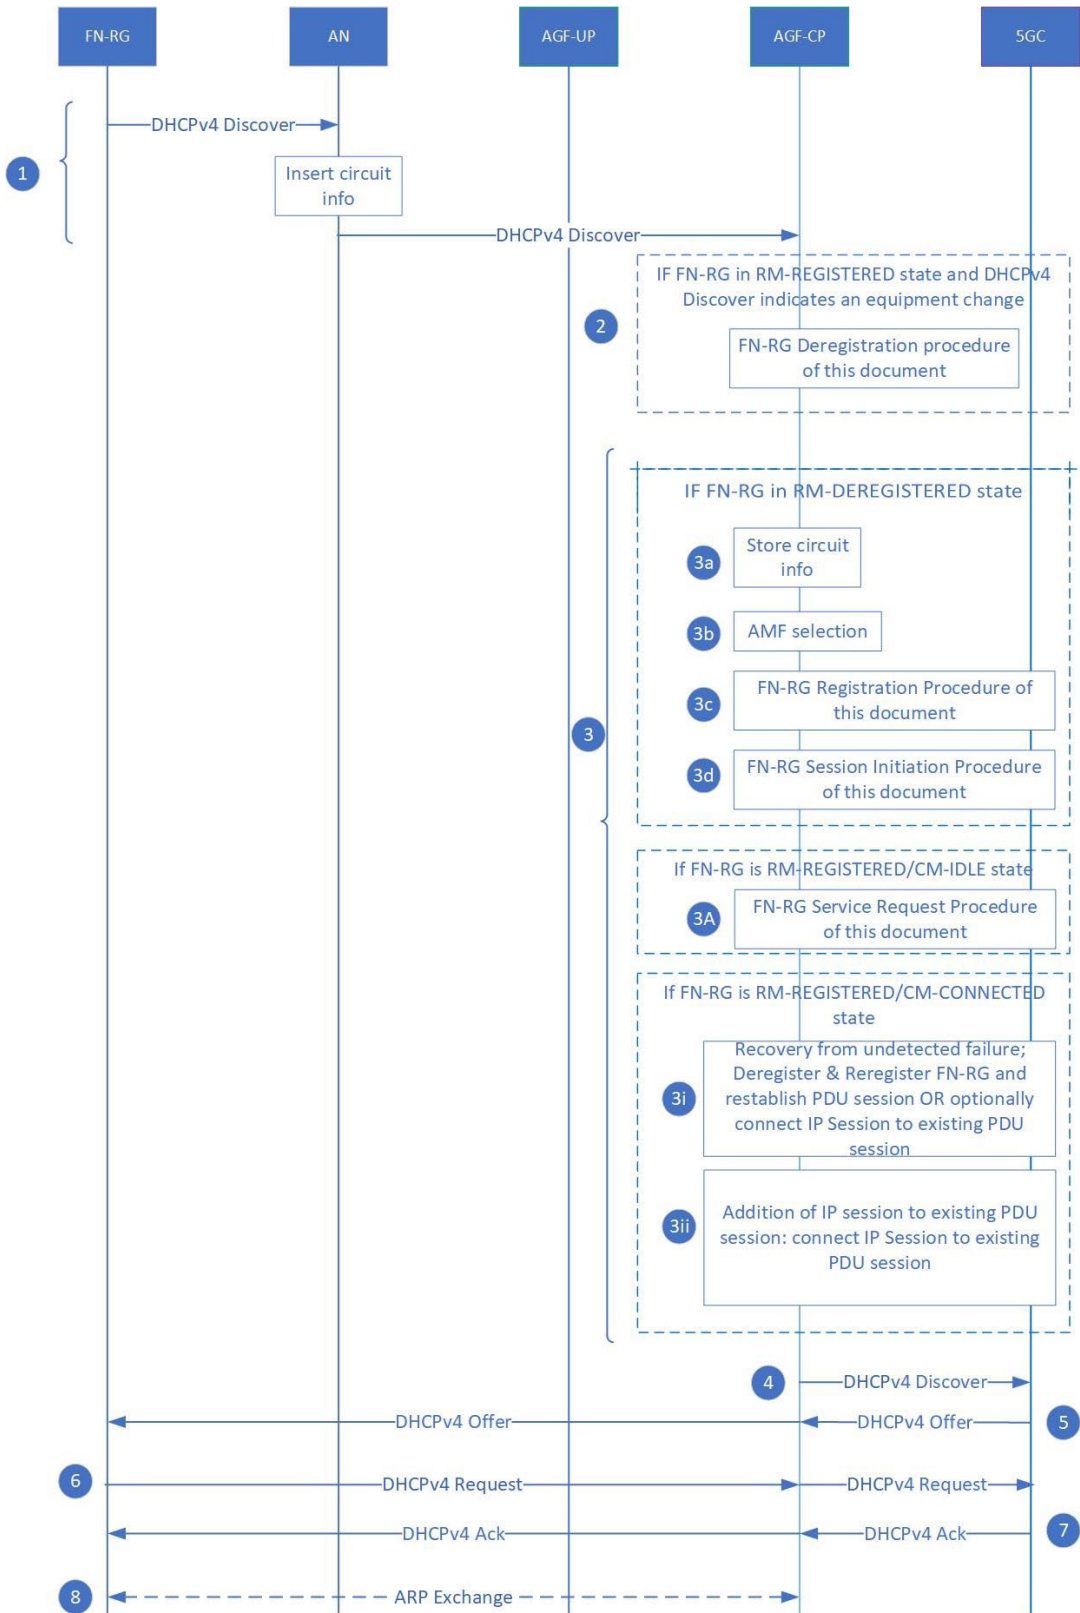 FN-RG
AN
AGF-UP
AGF-CP
5GC
DHCPv4 Discover
1
Insert circuit
info
DHCPv4 Discover
IF FN-RG in RM-REGISTERED state and DHCPv4
Discover indicates an equipment change
2
FN-RG Deregistration procedure
of this document
IF FN-RG in RM-DEREGISTERED state
3a
Store circuit
info
3b
AMF selection
3c
FN-RG Registration Procedure of
this document
3
3d
FN-RG Session Initiation Procedure
of this document
If FN-RG is RM-REGISTERED/CM-IDLE state
3A
FN-RG Service Request Procedure
of this document
If FN-RG is RM-REGISTERED/CM-CONNECTED
state
3i
Recovery from undetected failure;
Deregister & Reregister FN-RG and
restablish PDU session OR optionally
connect IP Session to existing PDU
session
3ii
Addition of IP session to existing PDU
session: connect IP Session to existing
PDU session
4
DHCPv4 Discover
DHCPv4 Offer
DHCPv4 Offer
5
6
DHCPv4 Request
DHCPv4 Request
DHCPv4 Ack
DHCPv4 Ack
7
8
ARP Exchange